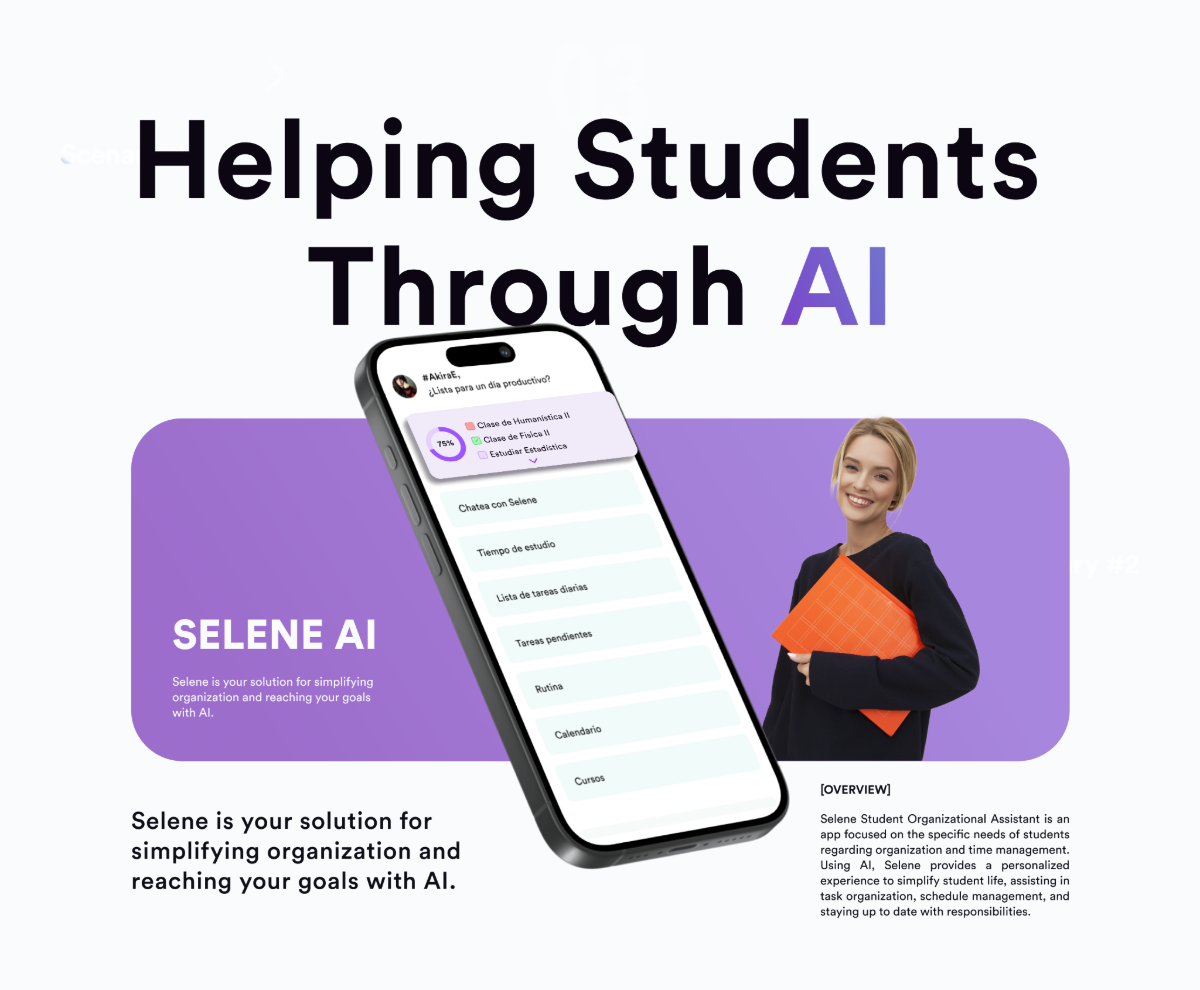 03
Helping Students
Through AI
#AkiraE,
¿Lista para un día productivo?
75%
Clase de Humanística II
Clase de Física II
Estudiar Estadística
Chatea con Selene
Tiempo de estudio
Lista de tareas diarias
Tareas pendientes
Rutina
Calendario
Cursos
SELENE AI
Selene is your solution for simplifying
organization and reaching your goals
with AI.
#2
Selene is your solution for
simplifying organization and
reaching your goals with AI.
[OVERVIEW]
Selene Student Organizational Assistant is an
app focused on the specific needs of students
regarding organization and time management.
Using AI, Selene provides a personalized
experience to simplify student life, assisting in
task organization, schedule management, and
staying up to date with responsibilities.